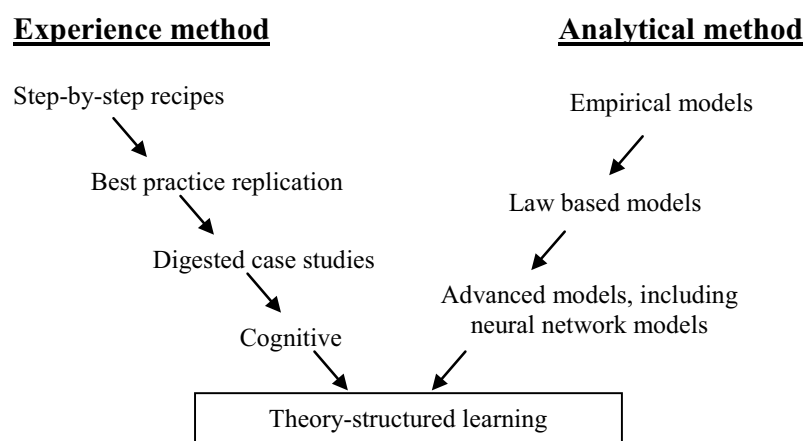 Experience method
Analytical method
Step-by-step recipes
Empirical models
Best practice replication
Law based models
Digested case studies
Advanced models, including
neural network models
Cognitive
Theory-structured learning